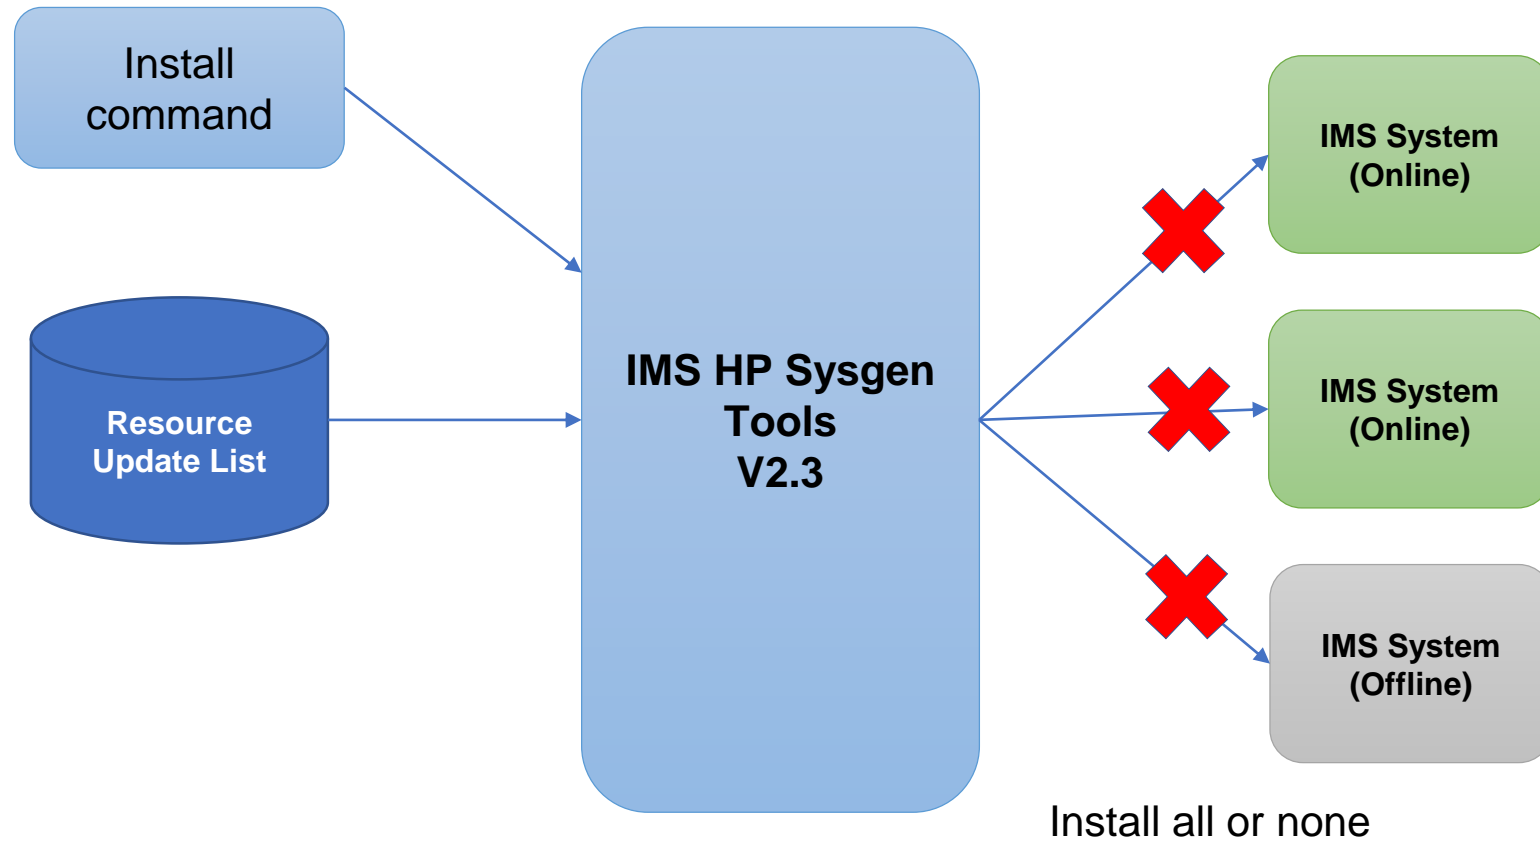 Install
command
Resource
Update List
IMS HP Sysgen
Tools
V2.3
IMS System
(Online)
IMS System
(Online)
IMS System
(Offline)
Install all or none